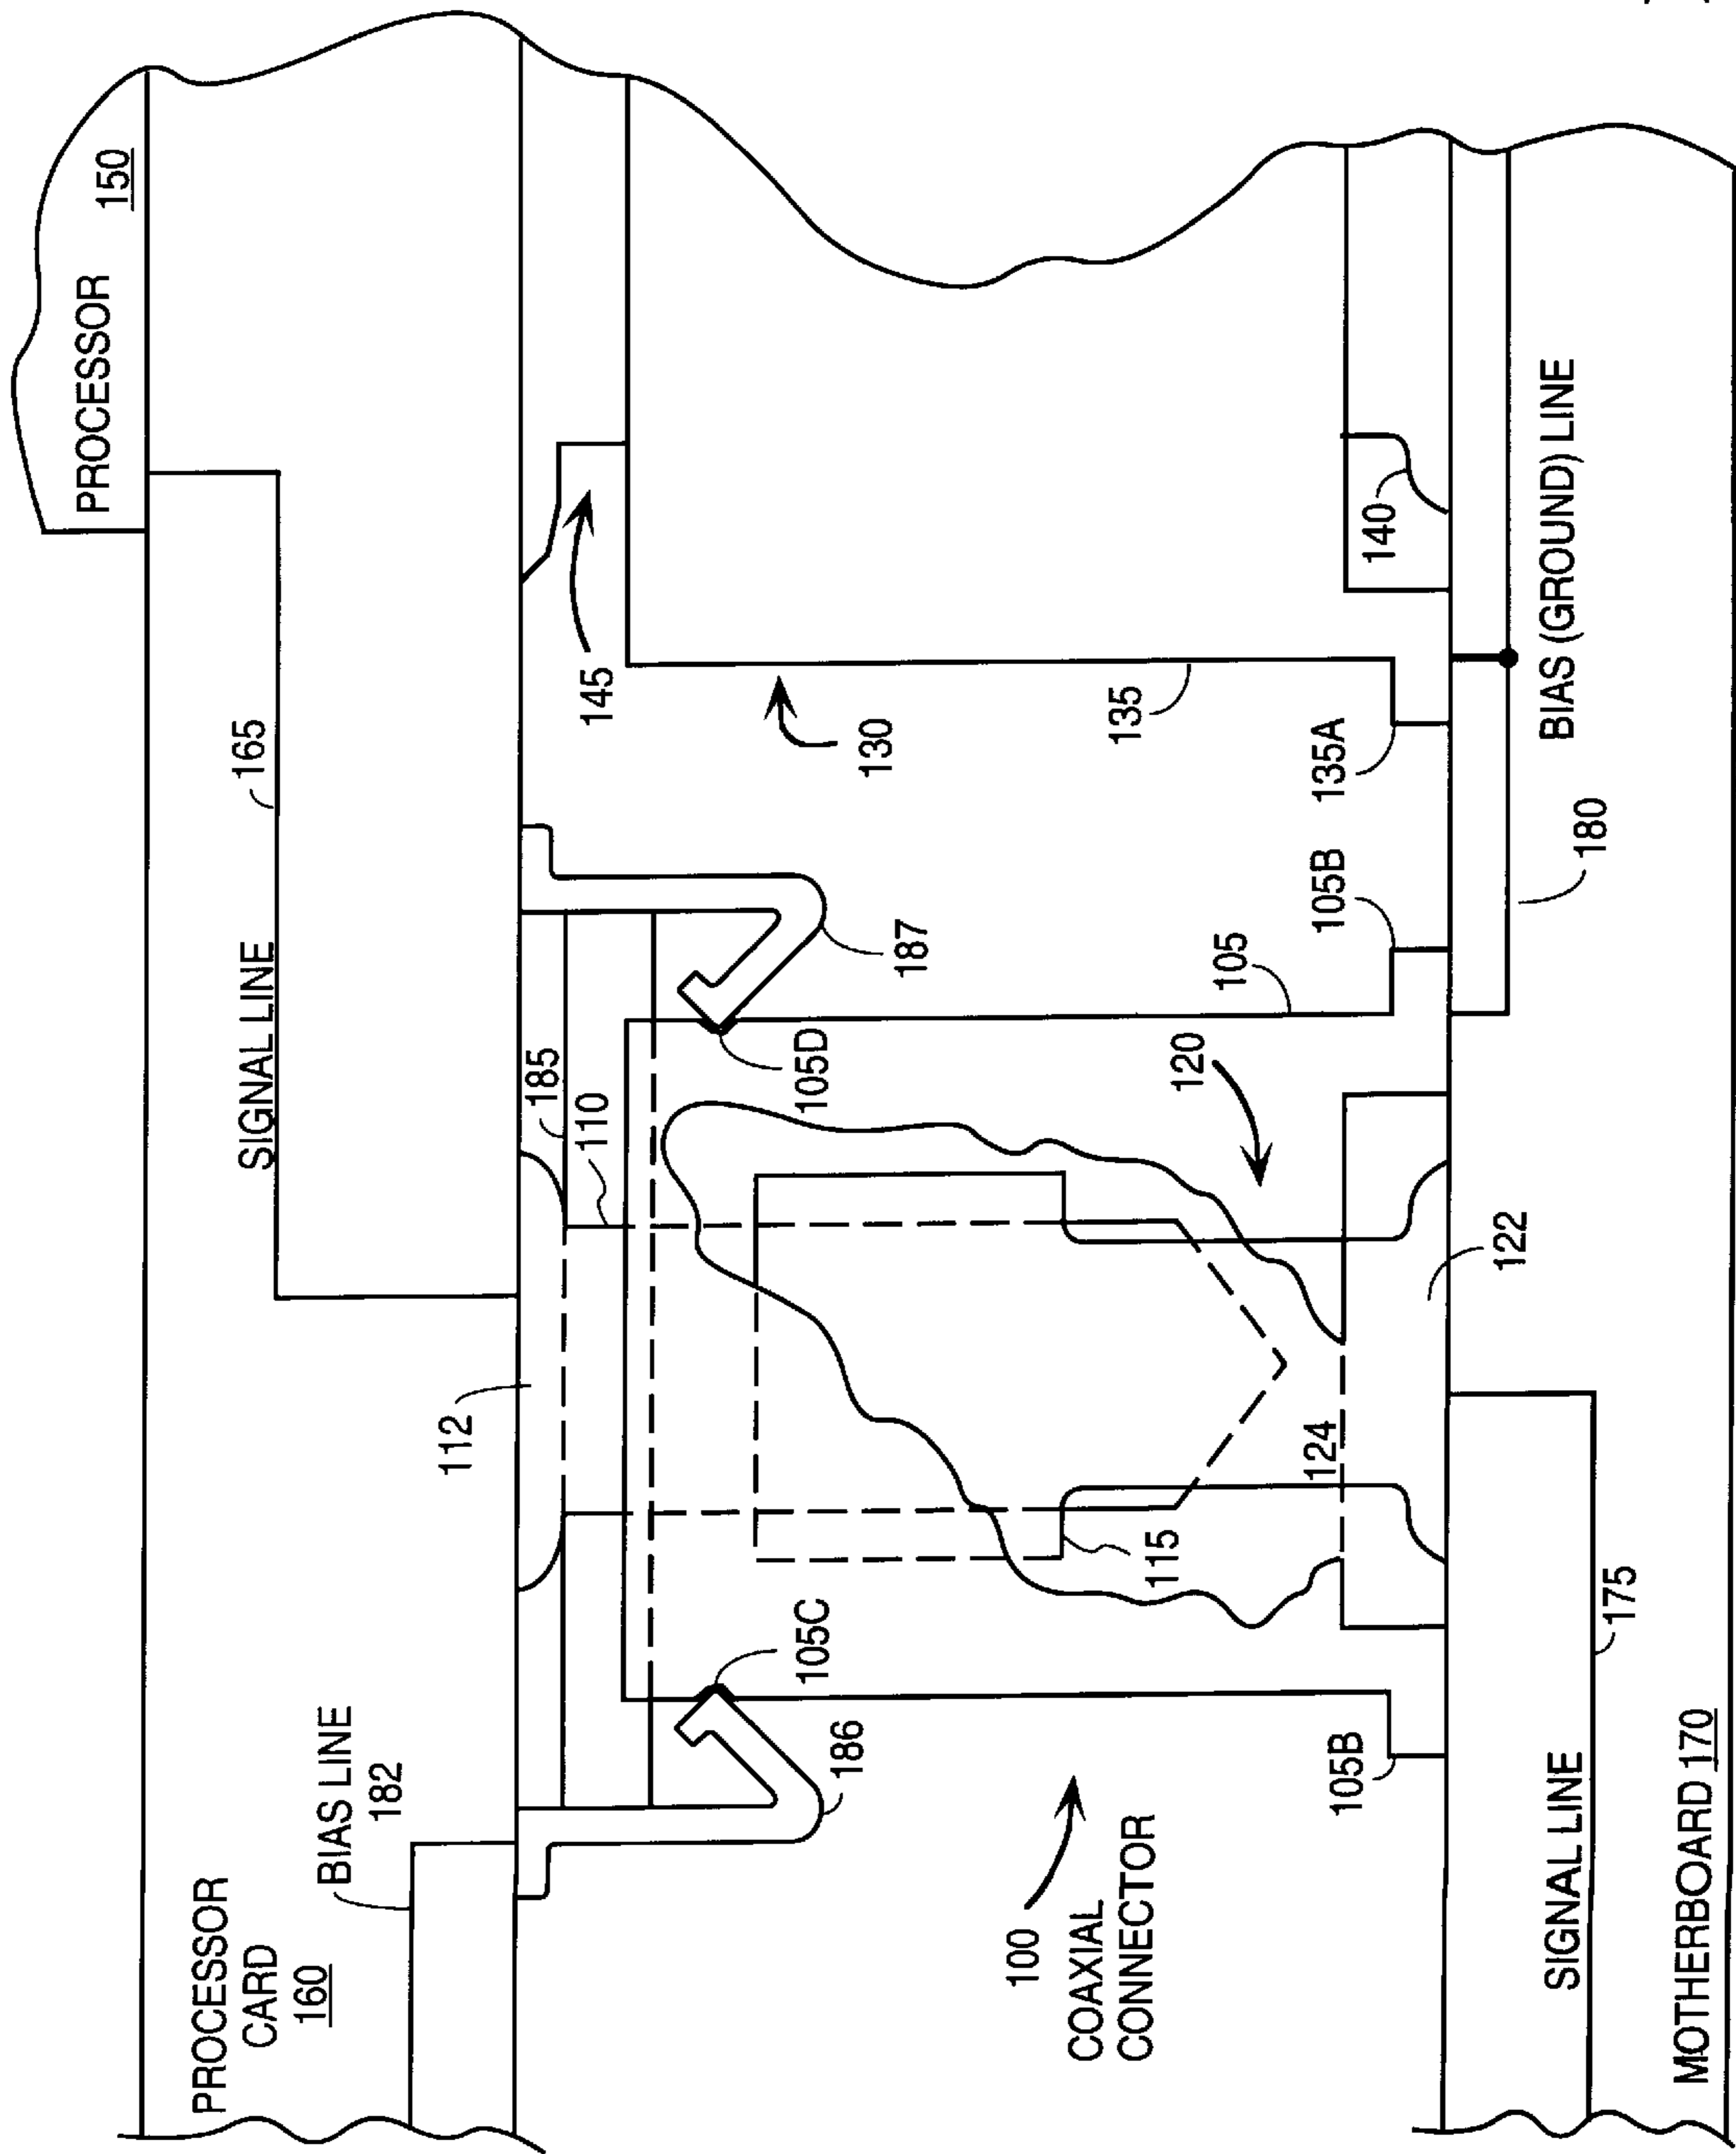 PROCESSOR
150
PROCESSOR
CARD
160
BIAS LINE
182
SIGNAL LINE
165
112
185
110
145
130
105C
105D
186
187
100
COAXIAL
CONNECTOR
115
124
120
105
135
105B
105B
135A
140
122
180
BIAS (GROUND) LINE
175
SIGNAL LINE
MOTHERBOARD 170